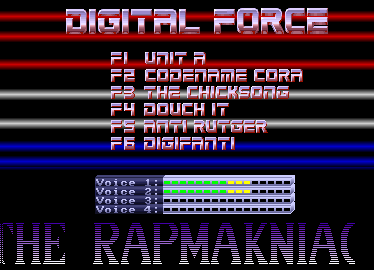 DIGITAL FORCE
F1 UNIT A
F2 CODENAME CORA
F3 THE CHICKSONG
F4 DOUCH IT
F5 ANTI RUTGER
F6 DIGIFANTI
Voice 1:
Voice 2:
Voice 3:
Voice 4:
THE RAPMAKNIAC